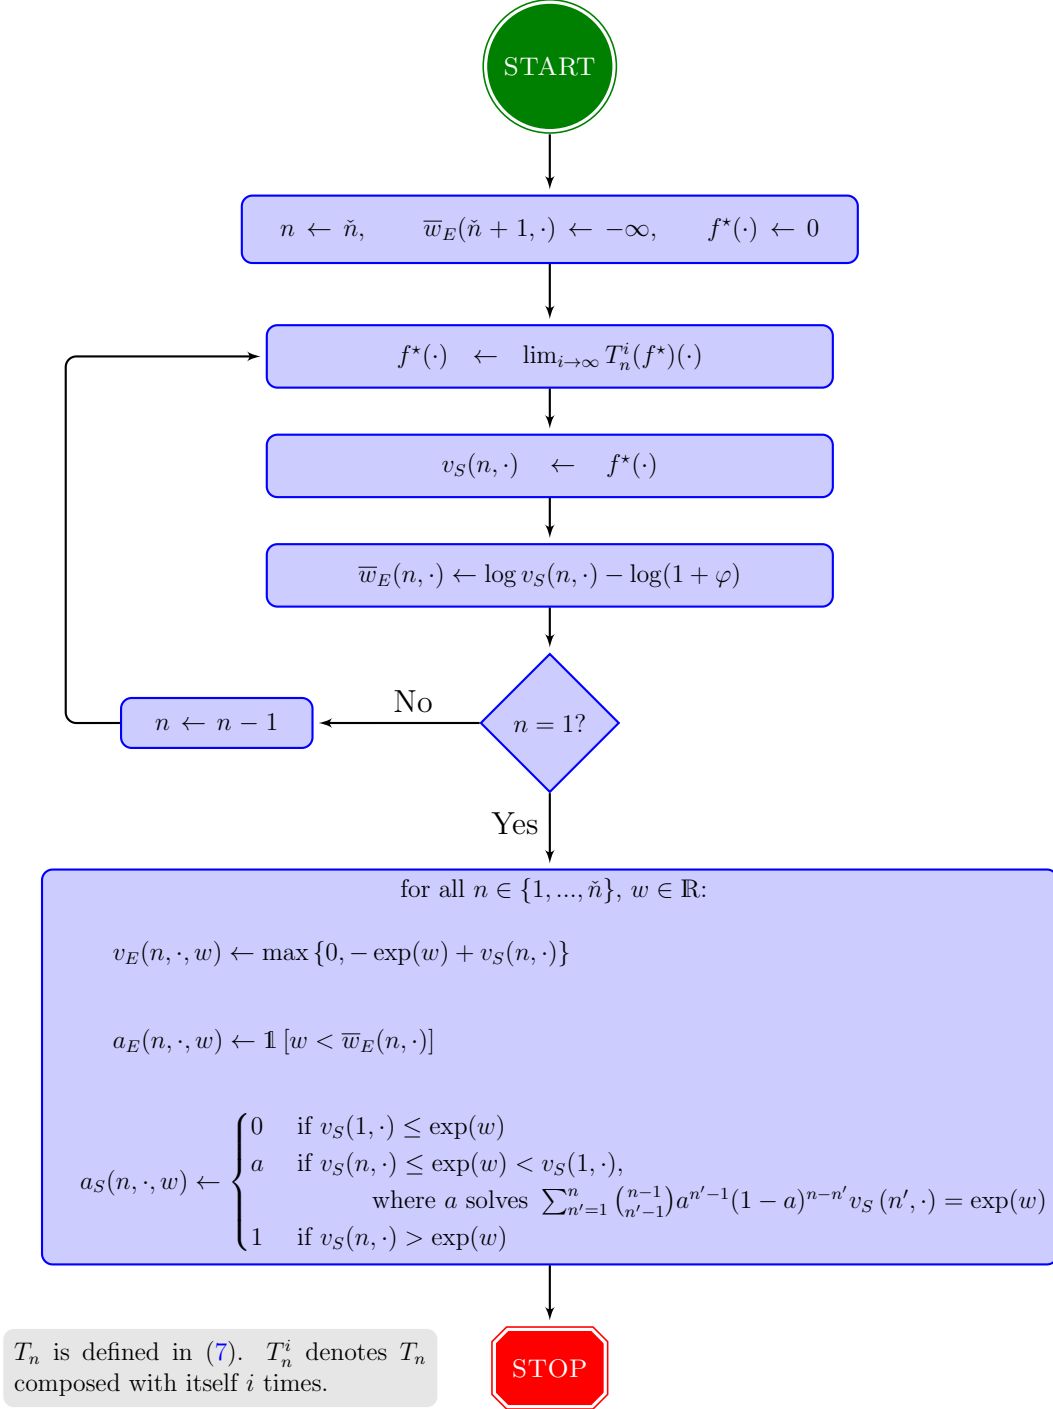 START
n ← ň, w̅_E(ň + 1, ·) ← −∞, f⋆(·) ← 0
f⋆(·) ← lim_{i→∞} T_n^i(f⋆)(·)
v_S(n, ·) ← f⋆(·)
w̅_E(n, ·) ← log v_S(n, ·) − log(1 + φ)
n = 1?
No
n ← n − 1
Yes
for all n ∈ {1, ..., ň}, w ∈ ℝ:
v_E(n, ·, w) ← max {0, − exp(w) + v_S(n, ·)}
a_E(n, ·, w) ← 𝟙 [w < w̅_E(n, ·)]
a_S(n, ·, w) ← { 0 if v_S(1, ·) ≤ exp(w)
a if v_S(n, ·) ≤ exp(w) < v_S(1, ·),
where a solves ∑_{n′=1}^{n} \binom{n−1}{n′−1} a^{n′−1}(1 − a)^{n−n′} v_S (n′, ·) = exp(w)
1 if v_S(n, ·) > exp(w)
T_n is defined in (7). T_n^i denotes T_n
composed with itself i times.
STOP